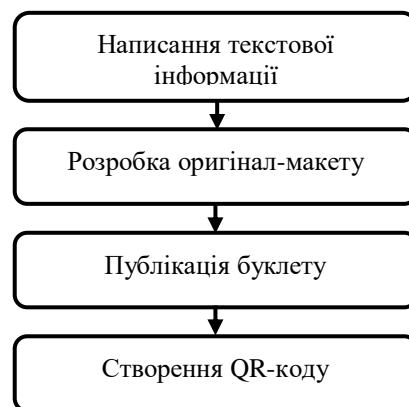 Написання текстової
інформації
Розробка оригінал-макету
Публікація буклету
Створення QR-коду